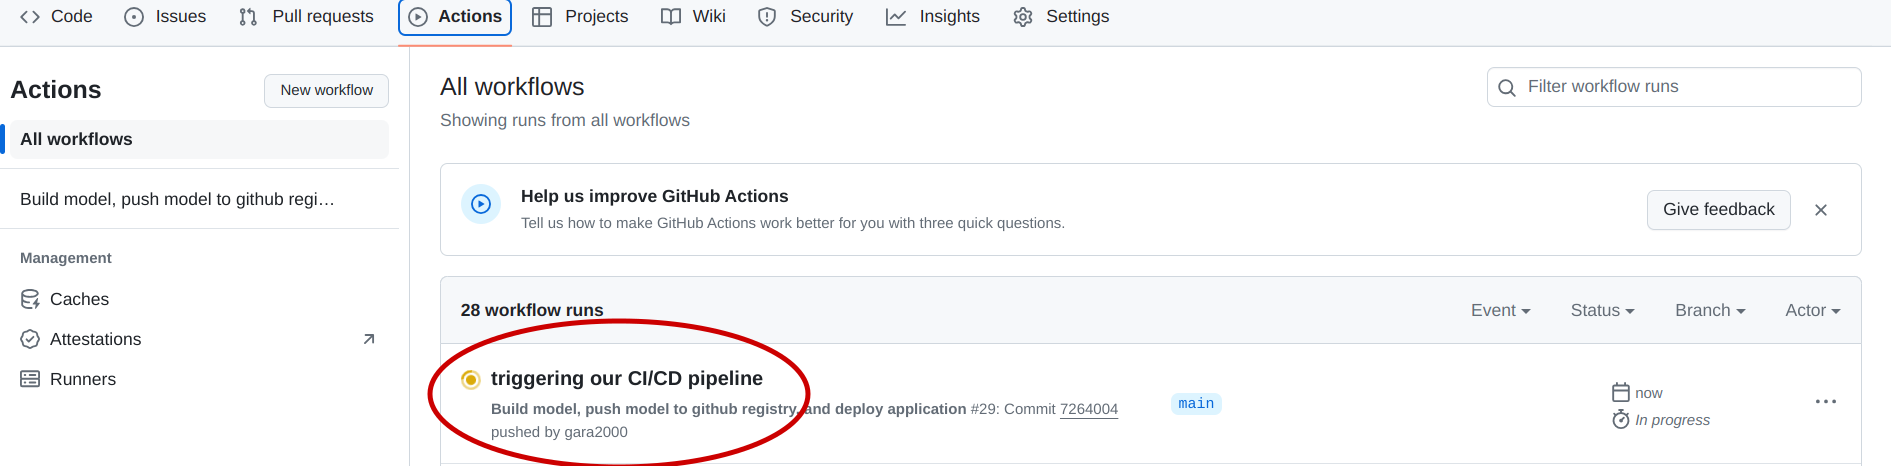 Code Issues Pull requests Actions Projects Wiki Security Insights Settings
Actions
New workflow
All workflows
Build model, push model to github regi...
Management
Caches
Attestations
Runners
All workflows
Showing runs from all workflows
Filter workflow runs
Help us improve GitHub Actions
Tell us how to make GitHub Actions work better for you with three quick questions.
Give feedback
28 workflow runs
Event Status Branch Actor
triggering our CI/CD pipeline
Build model, push model to github registry, and deploy application #29: Commit 7264004
pushed by gara2000
main
now
In progress